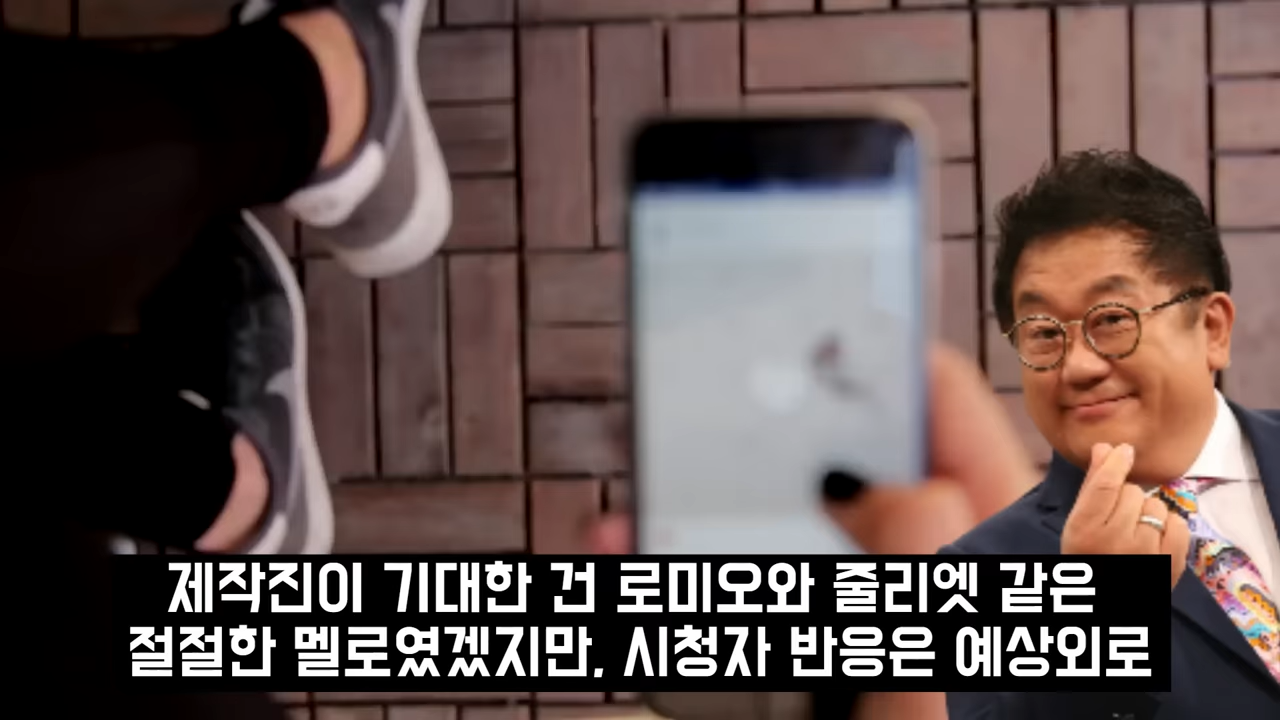 제작진이 기대한 건 로미오와 줄리엣 같은
절절한 멜로였겠지만, 시청자 반응은 예상외로